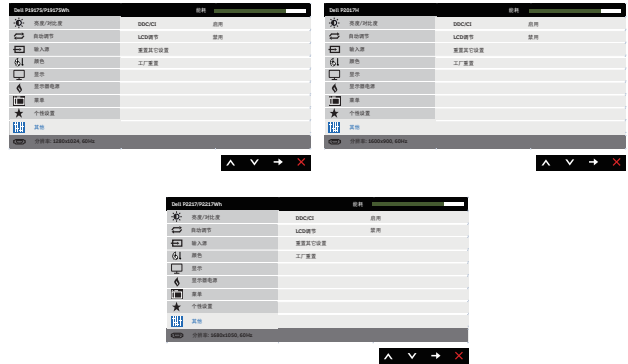 Dell P1917S/P1917SWh 能耗
亮度/对比度 DDC/CI 启用
自动调节 LCD调节 禁用
输入源 重置其它设置
颜色 工厂重置
显示
显示器电源
菜单
个性设置
其他
分辨率: 1280x1024, 60Hz
Dell P2017H 能耗
亮度/对比度 DDC/CI 启用
自动调节 LCD调节 禁用
输入源 重置其它设置
颜色 工厂重置
显示
显示器电源
菜单
个性设置
其他
分辨率: 1600x900, 60Hz
Dell P2217/P2217Wh 能耗
亮度/对比度 DDC/CI 启用
自动调节 LCD调节 禁用
输入源 重置其它设置
颜色 工厂重置
显示
显示器电源
菜单
个性设置
其他
分辨率: 1680x1050, 60Hz